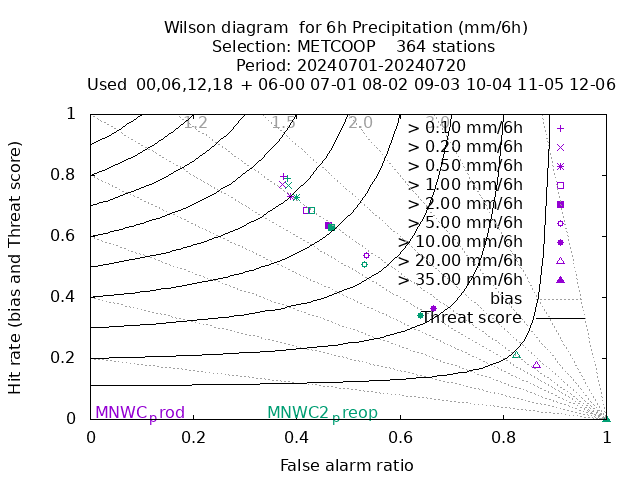 Wilson diagram for 6h Precipitation (mm/6h)
Selection: METCOOP 364 stations
Period: 20240701-20240720
Used 00,06,12,18 + 06-00 07-01 08-02 09-03 10-04 11-05 12-06
1.2 1.5 2.0 3.0
> 0.10 mm/6h
> 0.20 mm/6h
> 0.50 mm/6h
> 1.00 mm/6h
> 2.00 mm/6h
> 5.00 mm/6h
> 10.00 mm/6h
> 20.00 mm/6h
> 35.00 mm/6h
bias
Threat score
Hit rate (bias and Threat score)
1
0.8
0.6
0.4
0.2
0
MNWC_prod MNWC2_preop
0 0.2 0.4 0.6 0.8 1
False alarm ratio